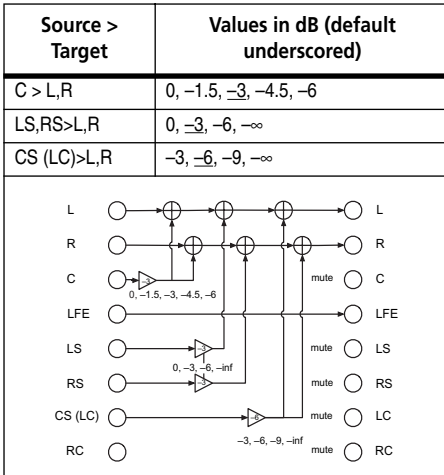 Source > Target
Values in dB (default underscored)
C > L,R
0, –1.5, –3, –4.5, –6
LS,RS>L,R
0, –3, –6, –∞
CS (LC)>L,R
–3, –6, –9, –∞
L
L
R
R
C
–3
mute
C
0, –1.5, –3, –4.5, –6
LFE
LFE
LS
–3
mute
LS
0, –3, –6, –inf
RS
–3
mute
RS
CS (LC)
–6
mute
LC
–3, –6, –9, –inf
RC
mute
RC